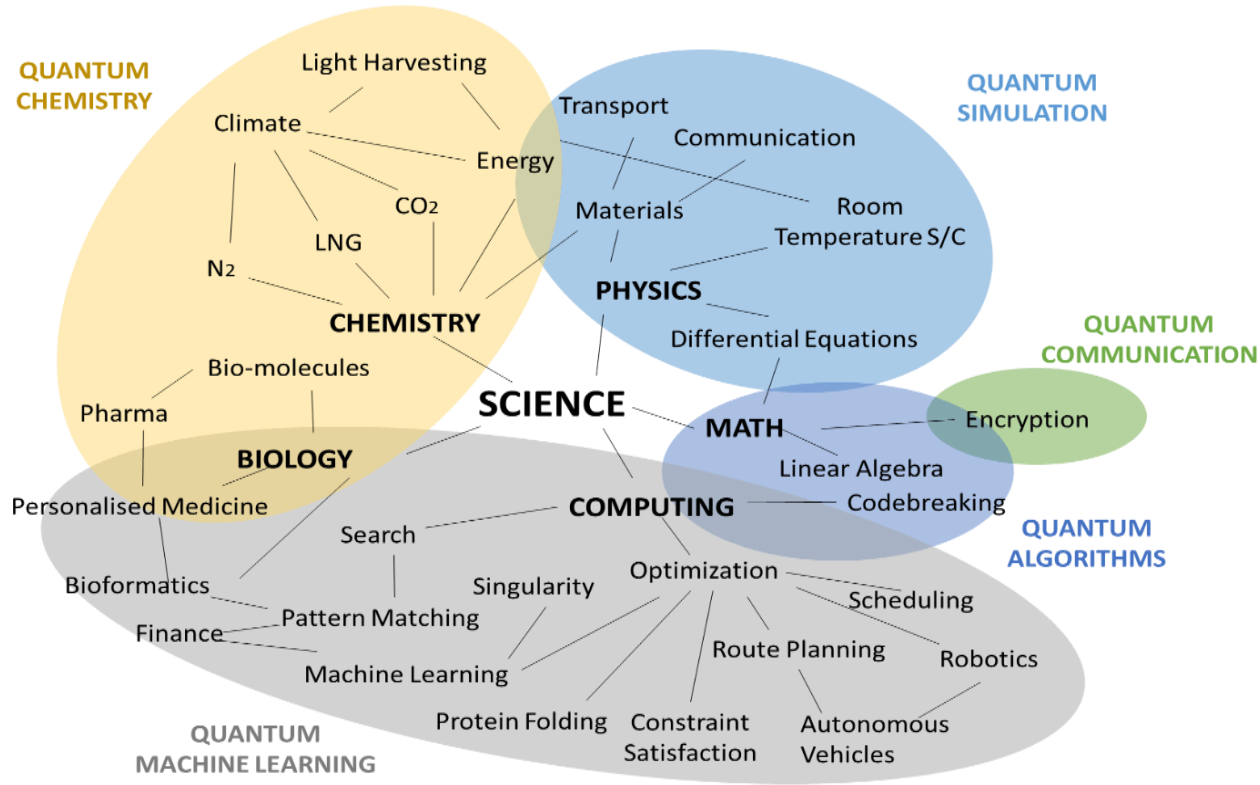 QUANTUM
CHEMISTRY
Light Harvesting
Climate
Energy
CO2
LNG
N2
CHEMISTRY
Bio-molecules
Pharma
BIOLOGY
Personalised Medicine
QUANTUM
SIMULATION
Transport
Communication
Materials
Room
Temperature S/C
PHYSICS
Differential Equations
QUANTUM
COMMUNICATION
SCIENCE
MATH
Encryption
Linear Algebra
Codebreaking
QUANTUM
ALGORITHMS
COMPUTING
Search
Optimization
Singularity
Scheduling
Bioformatics
Pattern Matching
Finance
Machine Learning
Route Planning
Robotics
Protein Folding
Constraint
Satisfaction
Autonomous
Vehicles
QUANTUM
MACHINE LEARNING